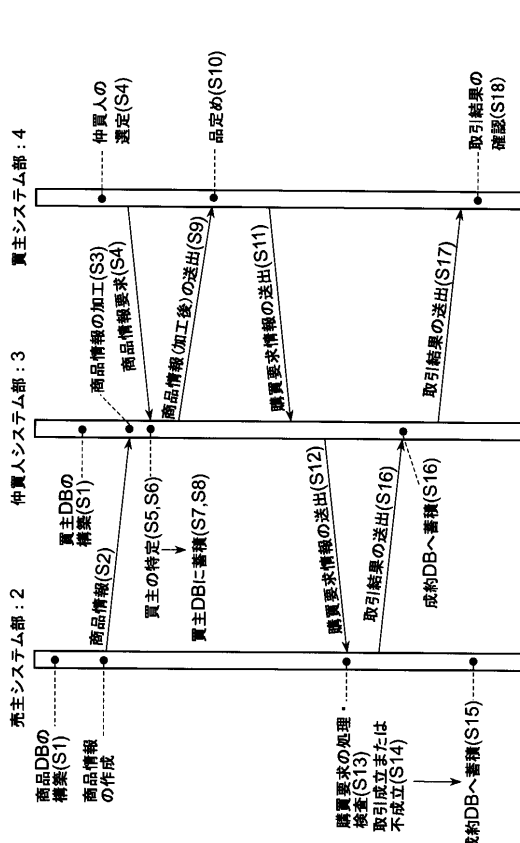 売主システム部：2
仲買人システム部：3
買主システム部：4
商品DBの
構築(S1)
商品情報
の作成
商品情報(S2)
買主DBの
構築(S1)
商品情報の加工(S3)
商品情報要求(S4)
仲買人の
選定(S4)
買主の特定(S5,S6)
買主DBに蓄積(S7,S8)
商品情報(加工後)の送出(S9)
品定め(S10)
購買要求情報の送出(S11)
購買要求情報の送出(S12)
購買要求の処理・
検査(S13)
取引成立または
不成立(S14)
成約DBへ蓄積(S15)
取引結果の送出(S16)
成約DBへ蓄積(S16)
取引結果の送出(S17)
取引結果の
確認(S18)